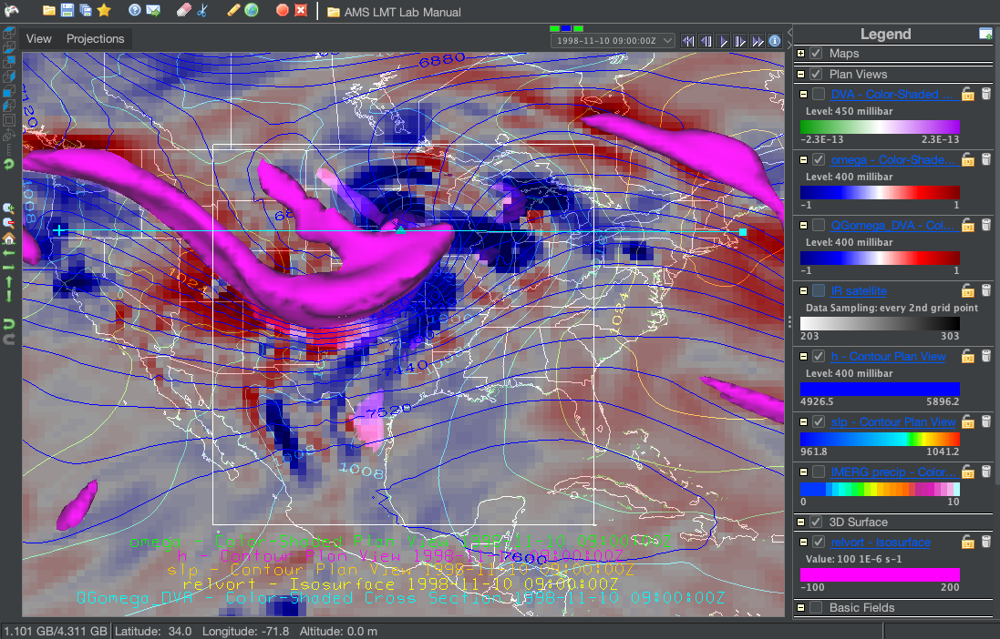 AMS LMT Lab Manual
View Projections
1998-11-10 09:00:00Z
6880
7120
1008
1024
1024
7440
7520
1008
1008
omega - Color-Shaded Plan View 1998-11-10 09:00:00Z
h - Contour Plan View 1998-11-10 09:00:00Z
slp - Contour Plan View 1998-11-10 09:00:00Z
relvort - Isosurface 1998-11-10 09:00:00Z
QGomega_DVA - Color-Shaded Cross Section 1998-11-10 09:00:00Z
Legend
Maps
Plan Views
DVA - Color-Shaded ...
Level: 450 millibar
-2.3E-13 2.3E-13
omega - Color-Shade...
Level: 400 millibar
-1 1
QGomega_DVA - Col...
Level: 400 millibar
-1 1
IR satellite
Data Sampling: every 2nd grid point
203 303
h - Contour Plan View
Level: 400 millibar
4926.5 5896.2
slp - Contour Plan View
961.8 1041.2
IMERG precip - Color...
0 10
3D Surface
relvort - Isosurface
Value: 100 1E-6 s-1
-100 200
Basic Fields
1.101 GB/4.311 GB Latitude: 34.0 Longitude: -71.8 Altitude: 0.0 m